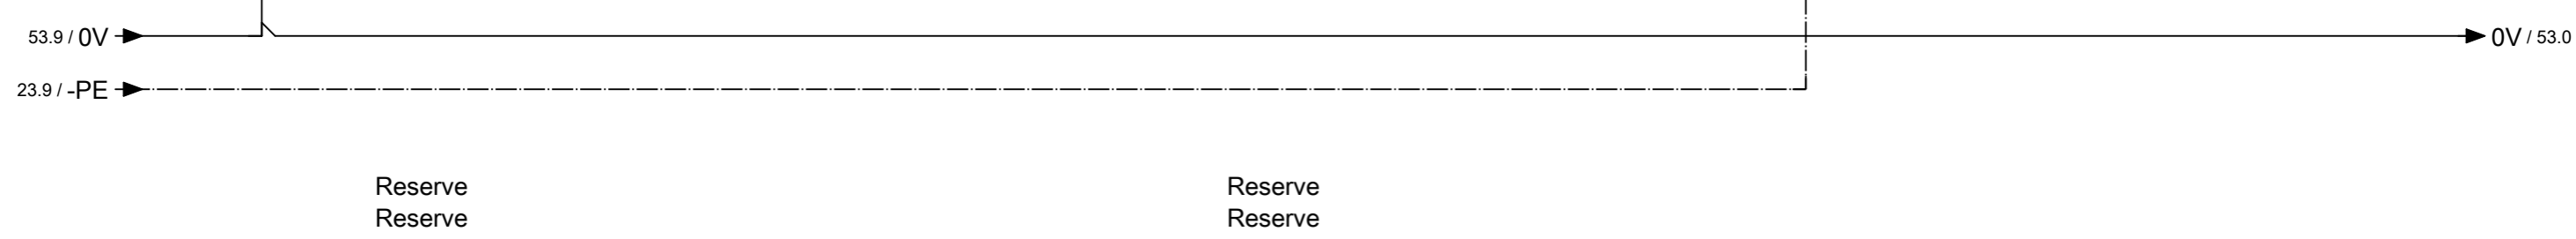 53.9 / 0V 0V / 53.0
23.9 / -PE
Reserve Reserve
Reserve Reserve